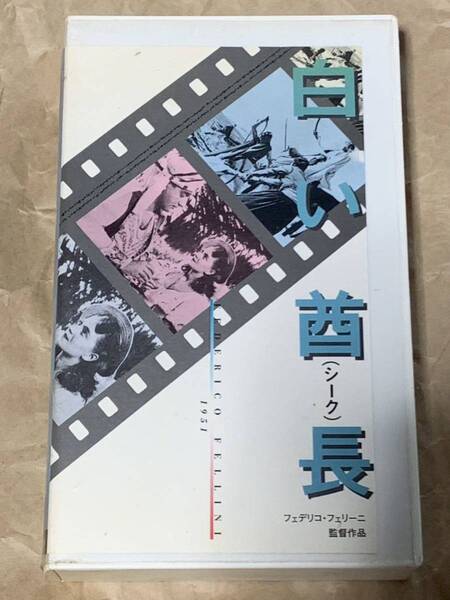 白い酋長
(シーク)
FEDERICO FELLINI
1951
フェデリコ・フェリーニ
監督作品